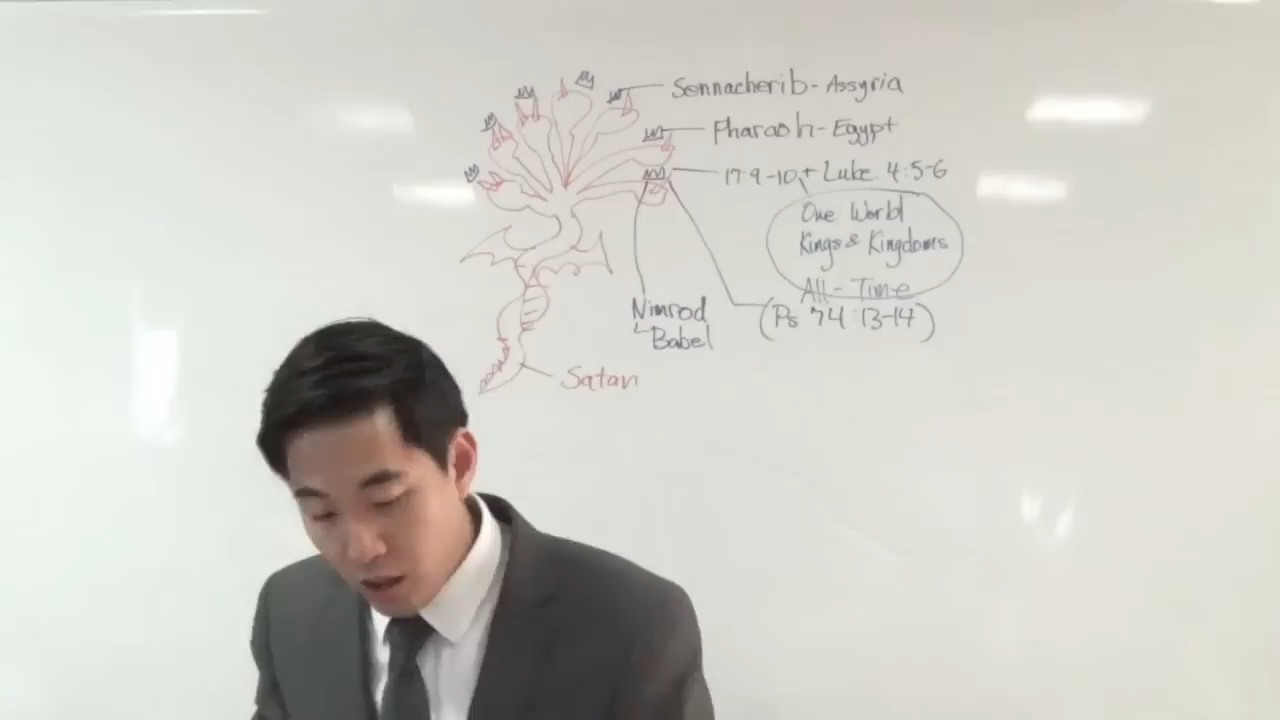 Sennacherib - Assyria
Pharaoh - Egypt
17:9-10, + Luke 4:5-6
One World
Kings & Kingdoms
All-Time
(Ps 74:13-14)
Nimrod
Babel
Satan